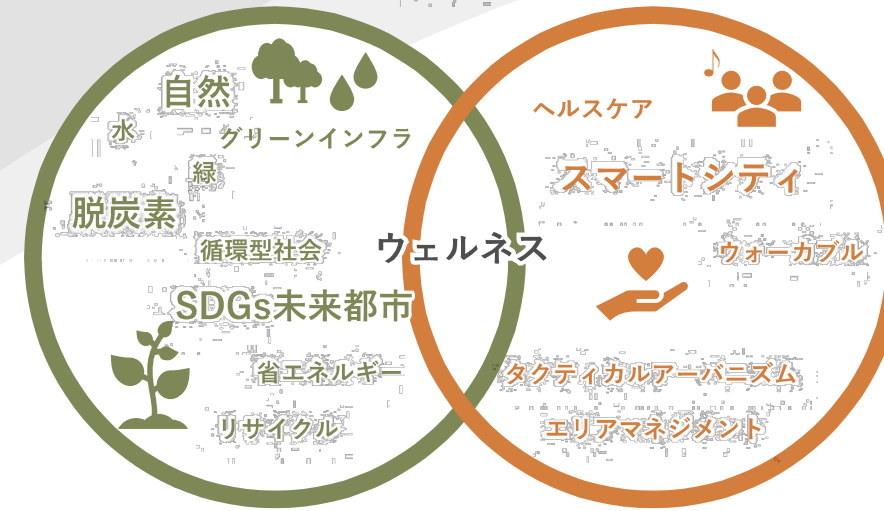 自然
水
グリーンインフラ
緑
脱炭素
循環型社会
SDGs未来都市
省エネルギー
リサイクル
ウェルネス
ヘルスケア
スマートシティ
ウォーカブル
タクティカルアーバニズム
エリアマネジメント